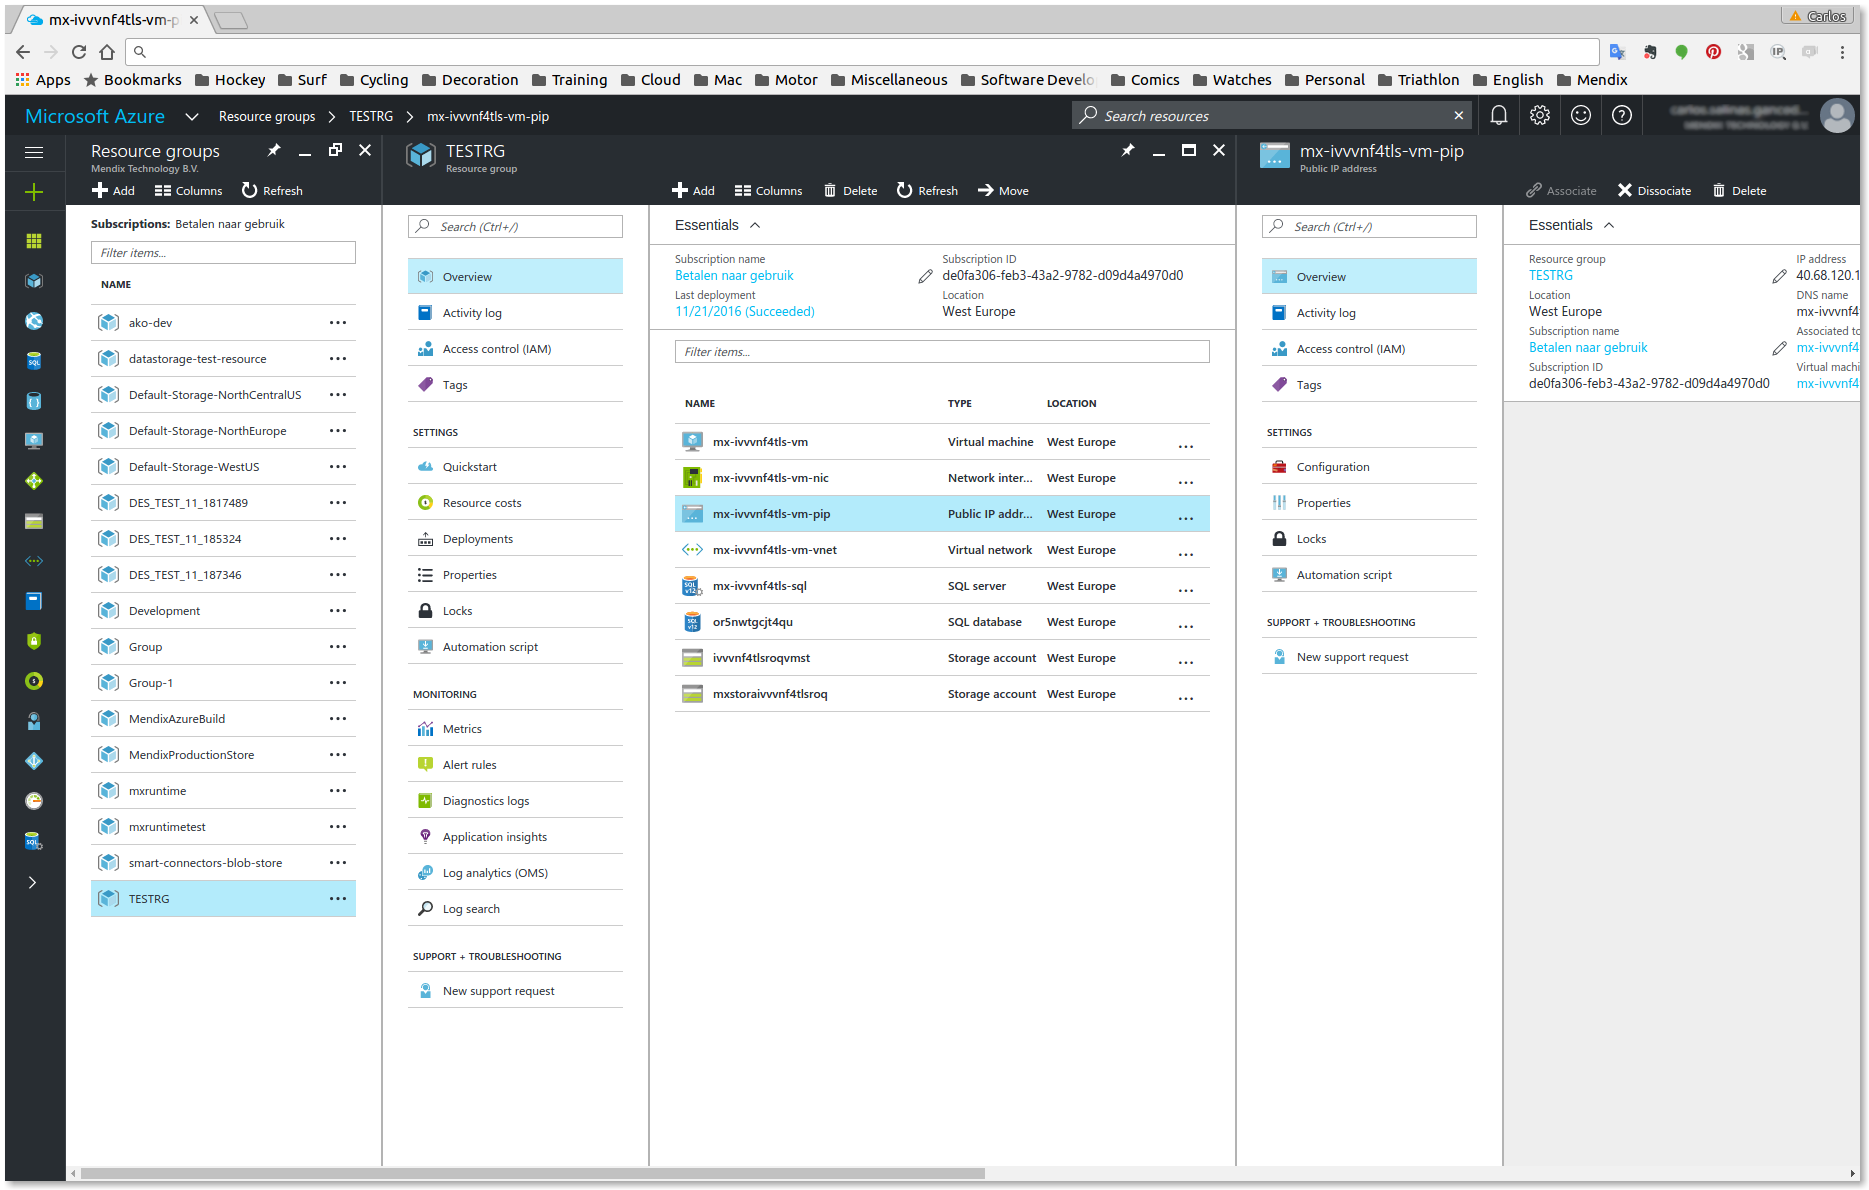 mx-ivvvnf4tls-vm-p
Carlos
Apps Bookmarks Hockey Surf Cycling Decoration Training Cloud Mac Motor Miscellaneous Software Develo Comics Watches Personal Triathlon English Mendix
Microsoft Azure Resource groups > TESTRG > mx-ivvvnf4tls-vm-pip
Search resources
Resource groups
Mendix Technology B.V.
Add Columns Refresh
Subscriptions: Betalen naar gebruik
Filter items...
NAME
ako-dev
datastorage-test-resource
Default-Storage-NorthCentralUS
Default-Storage-NorthEurope
Default-Storage-WestUS
DES_TEST_11_1817489
DES_TEST_11_185324
DES_TEST_11_187346
Development
Group
Group-1
MendixAzureBuild
MendixProductionStore
mxruntime
mxruntimetest
smart-connectors-blob-store
TESTRG
TESTRG
Resource group
Search (Ctrl+/)
Overview
Activity log
Access control (IAM)
Tags
SETTINGS
Quickstart
Resource costs
Deployments
Properties
Locks
Automation script
MONITORING
Metrics
Alert rules
Diagnostics logs
Application insights
Log analytics (OMS)
Log search
SUPPORT + TROUBLESHOOTING
New support request
Add Columns Delete Refresh Move
Essentials
Subscription name
Betalen naar gebruik
Last deployment
11/21/2016 (Succeeded)
Subscription ID
de0fa306-feb3-43a2-9782-d09d4a4970d0
Location
West Europe
Filter items...
NAME TYPE LOCATION
mx-ivvvnf4tls-vm Virtual machine West Europe ...
mx-ivvvnf4tls-vm-nic Network inter... West Europe ...
mx-ivvvnf4tls-vm-pip Public IP addr... West Europe ...
mx-ivvvnf4tls-vm-vnet Virtual network West Europe ...
mx-ivvvnf4tls-sql SQL server West Europe ...
or5nwtgcjt4qu SQL database West Europe ...
ivvvnf4tlsroqvmst Storage account West Europe ...
mxstoraivvvnf4tlsroq Storage account West Europe ...
mx-ivvvnf4tls-vm-pip
Public IP address
Associate Dissociate Delete
Search (Ctrl+/)
Overview
Activity log
Access control (IAM)
Tags
SETTINGS
Configuration
Properties
Locks
Automation script
SUPPORT + TROUBLESHOOTING
New support request
Essentials
Resource group
TESTRG
Location
West Europe
Subscription name
Betalen naar gebruik
Subscription ID
de0fa306-feb3-43a2-9782-d09d4a4970d0
IP address
40.68.120.1
DNS name
mx-ivvvnf4
Associated to
mx-ivvvnf4
Virtual machi
mx-ivvvnf4